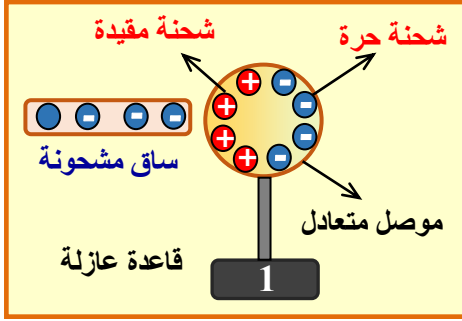 شحنة مقيدة
شحنة حرة
+ + + +
- - - -
- - -
ساق مشحونة
موصل متعادل
قاعدة عازلة
1